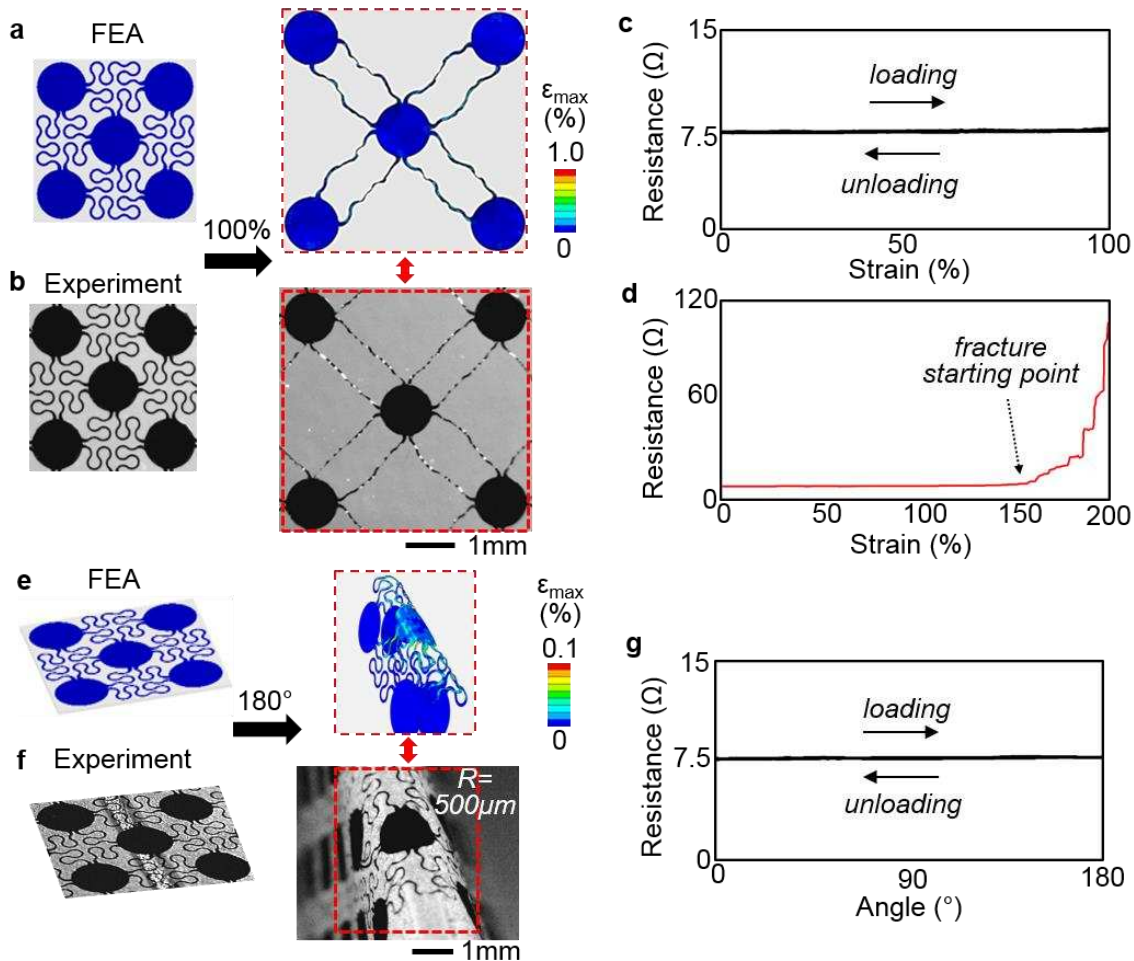 a
FEA
100%
b
Experiment
εmax
(%)
1.0
0
1mm
c
Resistance (Ω)
15
7.5
0
loading
unloading
0
50
100
Strain (%)
d
Resistance (Ω)
120
60
0
fracture
starting point
0
50
100
150
200
Strain (%)
e
FEA
180°
f
Experiment
εmax
(%)
0.1
0
R=
500µm
1mm
g
Resistance (Ω)
15
7.5
0
loading
unloading
0
90
180
Angle (°)